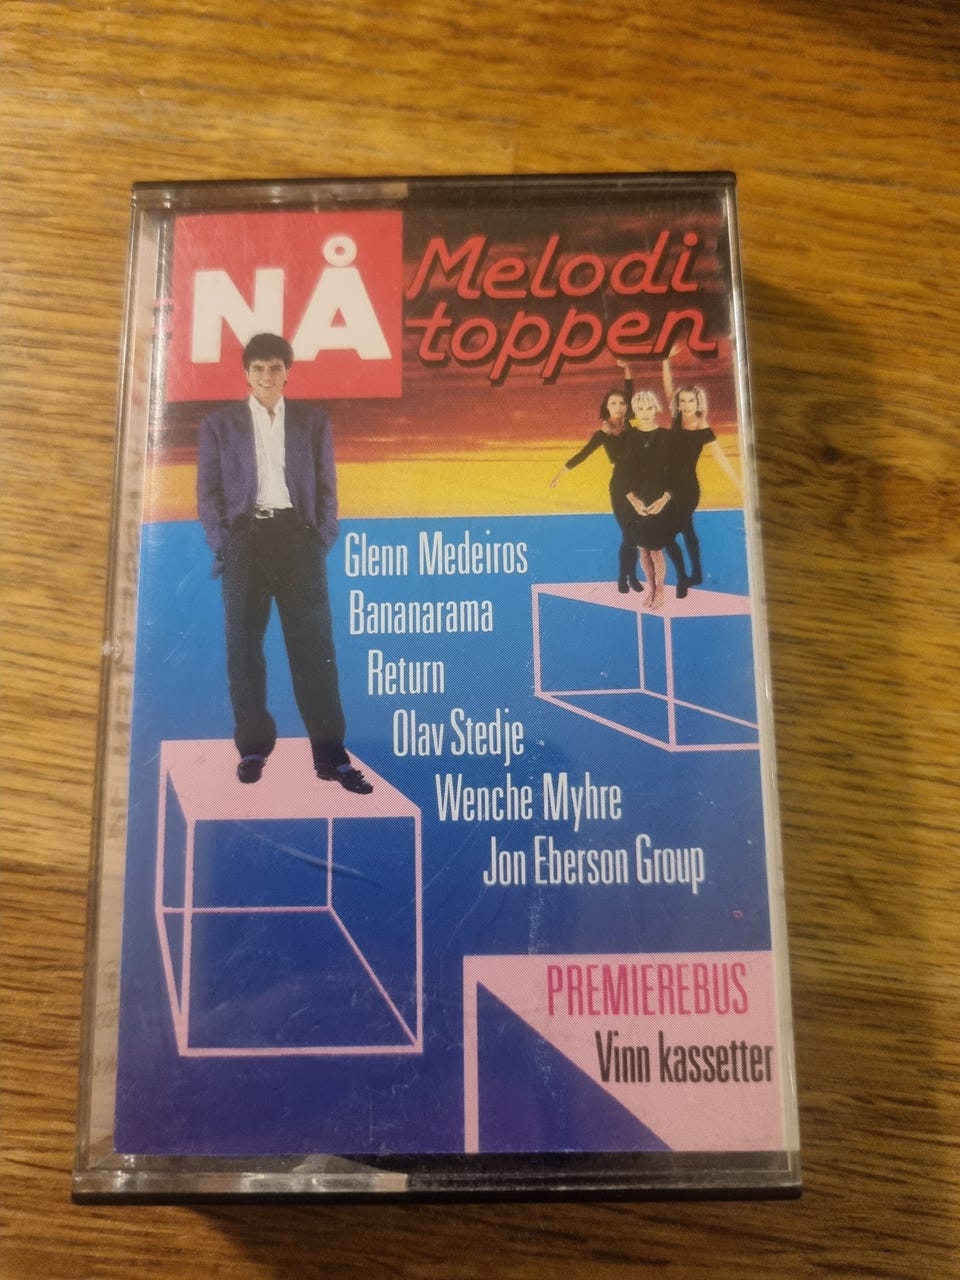 NÅ
Melodi
toppen
Glenn Medeiros
Bananarama
Return
Olav Stedje
Wenche Myhre
Jon Eberson Group
PREMIEREBUS
Vinn kassetter